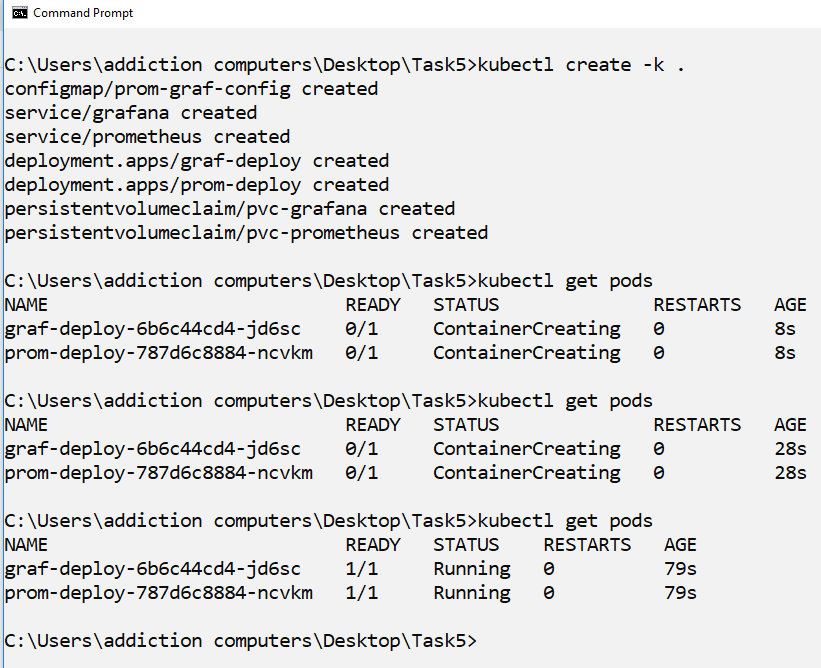 Command Prompt
C:\Users\addiction computers\Desktop\Task5>kubectl create -k .
configmap/prom-graf-config created
service/grafana created
service/prometheus created
deployment.apps/graf-deploy created
deployment.apps/prom-deploy created
persistentvolumeclaim/pvc-grafana created
persistentvolumeclaim/pvc-prometheus created
C:\Users\addiction computers\Desktop\Task5>kubectl get pods
NAME READY STATUS RESTARTS AGE
graf-deploy-6b6c44cd4-jd6sc 0/1 ContainerCreating 0 8s
prom-deploy-787d6c8884-ncvkm 0/1 ContainerCreating 0 8s
C:\Users\addiction computers\Desktop\Task5>kubectl get pods
NAME READY STATUS RESTARTS AGE
graf-deploy-6b6c44cd4-jd6sc 0/1 ContainerCreating 0 28s
prom-deploy-787d6c8884-ncvkm 0/1 ContainerCreating 0 28s
C:\Users\addiction computers\Desktop\Task5>kubectl get pods
NAME READY STATUS RESTARTS AGE
graf-deploy-6b6c44cd4-jd6sc 1/1 Running 0 79s
prom-deploy-787d6c8884-ncvkm 1/1 Running 0 79s
C:\Users\addiction computers\Desktop\Task5>